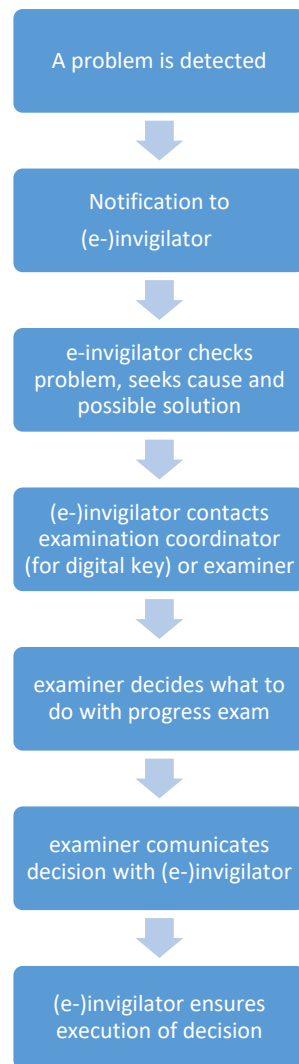 A problem is detected
Notification to
(e-)invigilator
e-invigilator checks
problem, seeks cause and
possible solution
(e-)invigilator contacts
examination coordinator
(for digital key) or examiner
examiner decides what to
do with progress exam
examiner comunicates
decision with (e-)invigilator
(e-)invigilator ensures
execution of decision